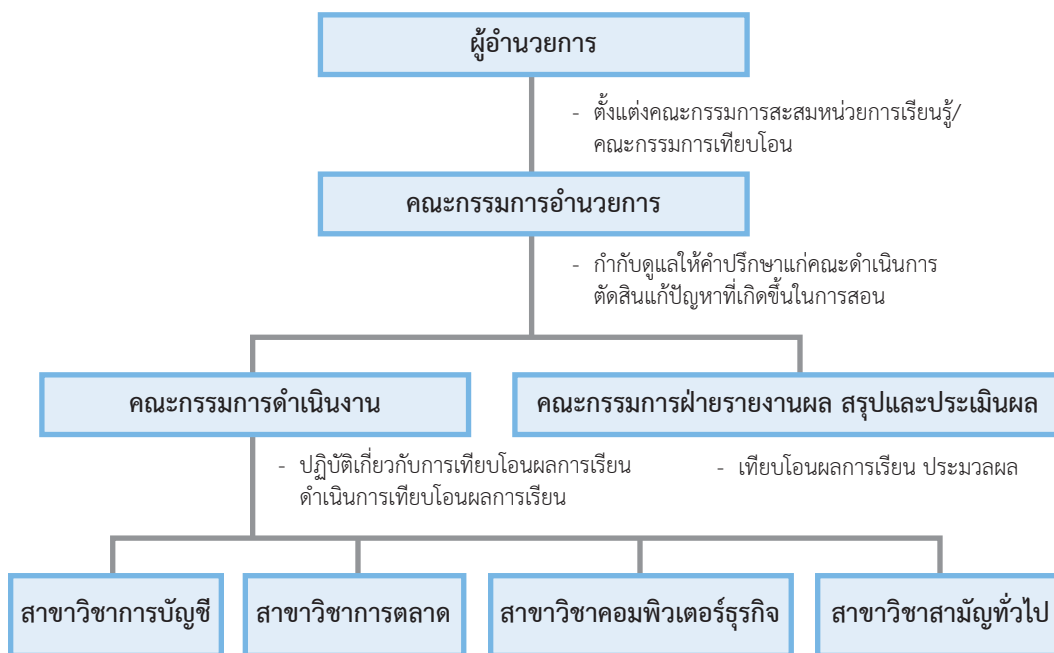 ผู้อำนวยการ
- ตั้งแต่งคณะกรรมการสะสมหน่วยการเรียนรู้/
คณะกรรมการเทียบโอน
คณะกรรมการอำนวยการ
- กำกับดูแลให้คำปรึกษาแก่คณะดำเนินการ
ตัดสินแก้ปัญหาที่เกิดขึ้นในการสอน
คณะกรรมการดำเนินงาน
คณะกรรมการฝ่ายรายงานผล สรุปและประเมินผล
- ปฏิบัติเกี่ยวกับการเทียบโอนผลการเรียน
ดำเนินการเทียบโอนผลการเรียน
- เทียบโอนผลการเรียน ประมวลผล
สาขาวิชาการบัญชี
สาขาวิชาการตลาด
สาขาวิชาคอมพิวเตอร์ธุรกิจ
สาขาวิชาสามัญทั่วไป